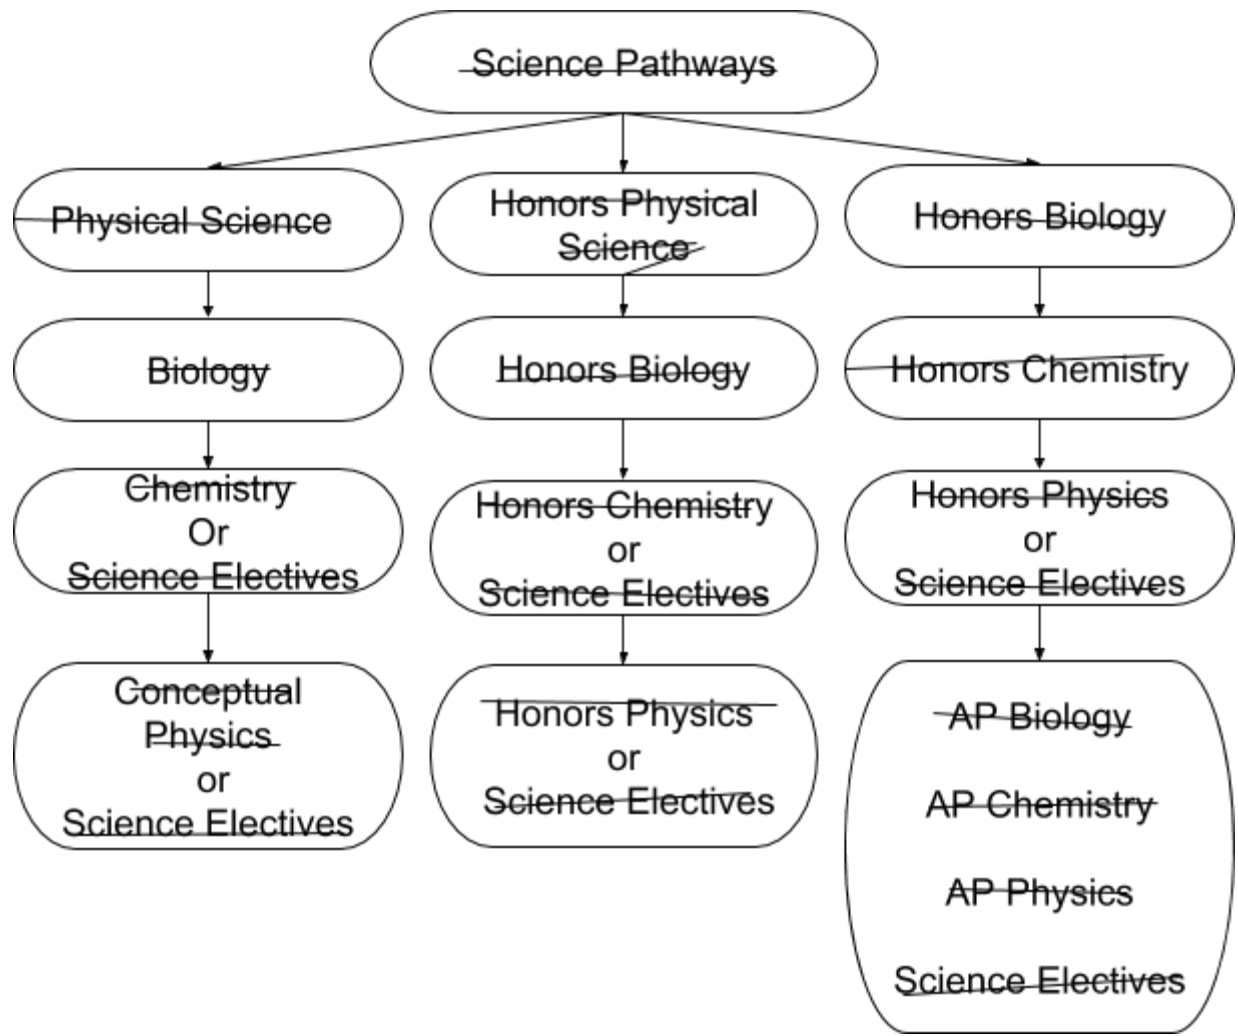 Science Pathways
Physical Science
Honors Physical
Science
Honors Biology
Biology
Honors Biology
Honors Chemistry
Chemistry
Or
Science Electives
Honors Chemistry
or
Science Electives
Honors Physics
or
Science Electives
Conceptual
Physics
or
Science Electives
Honors Physics
or
Science Electives
AP Biology
AP Chemistry
AP Physics
Science Electives